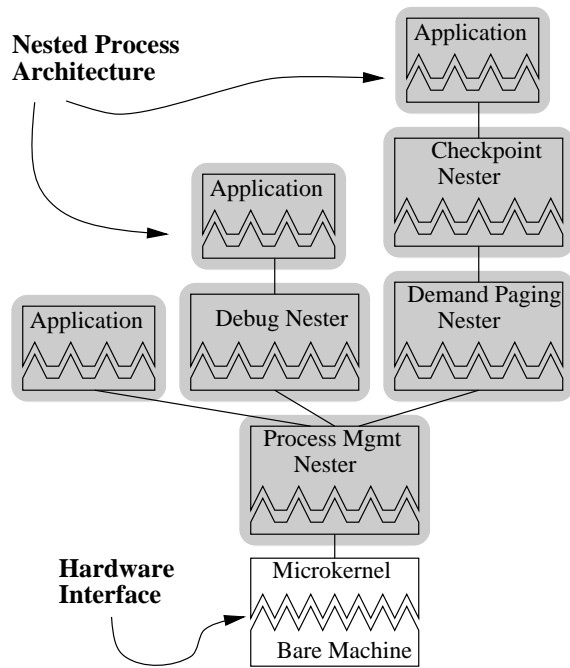 Nested Process
Architecture
Application
Checkpoint
Nester
Application
Demand Paging
Nester
Application
Debug Nester
Process Mgmt
Nester
Hardware
Interface
Microkernel
Bare Machine